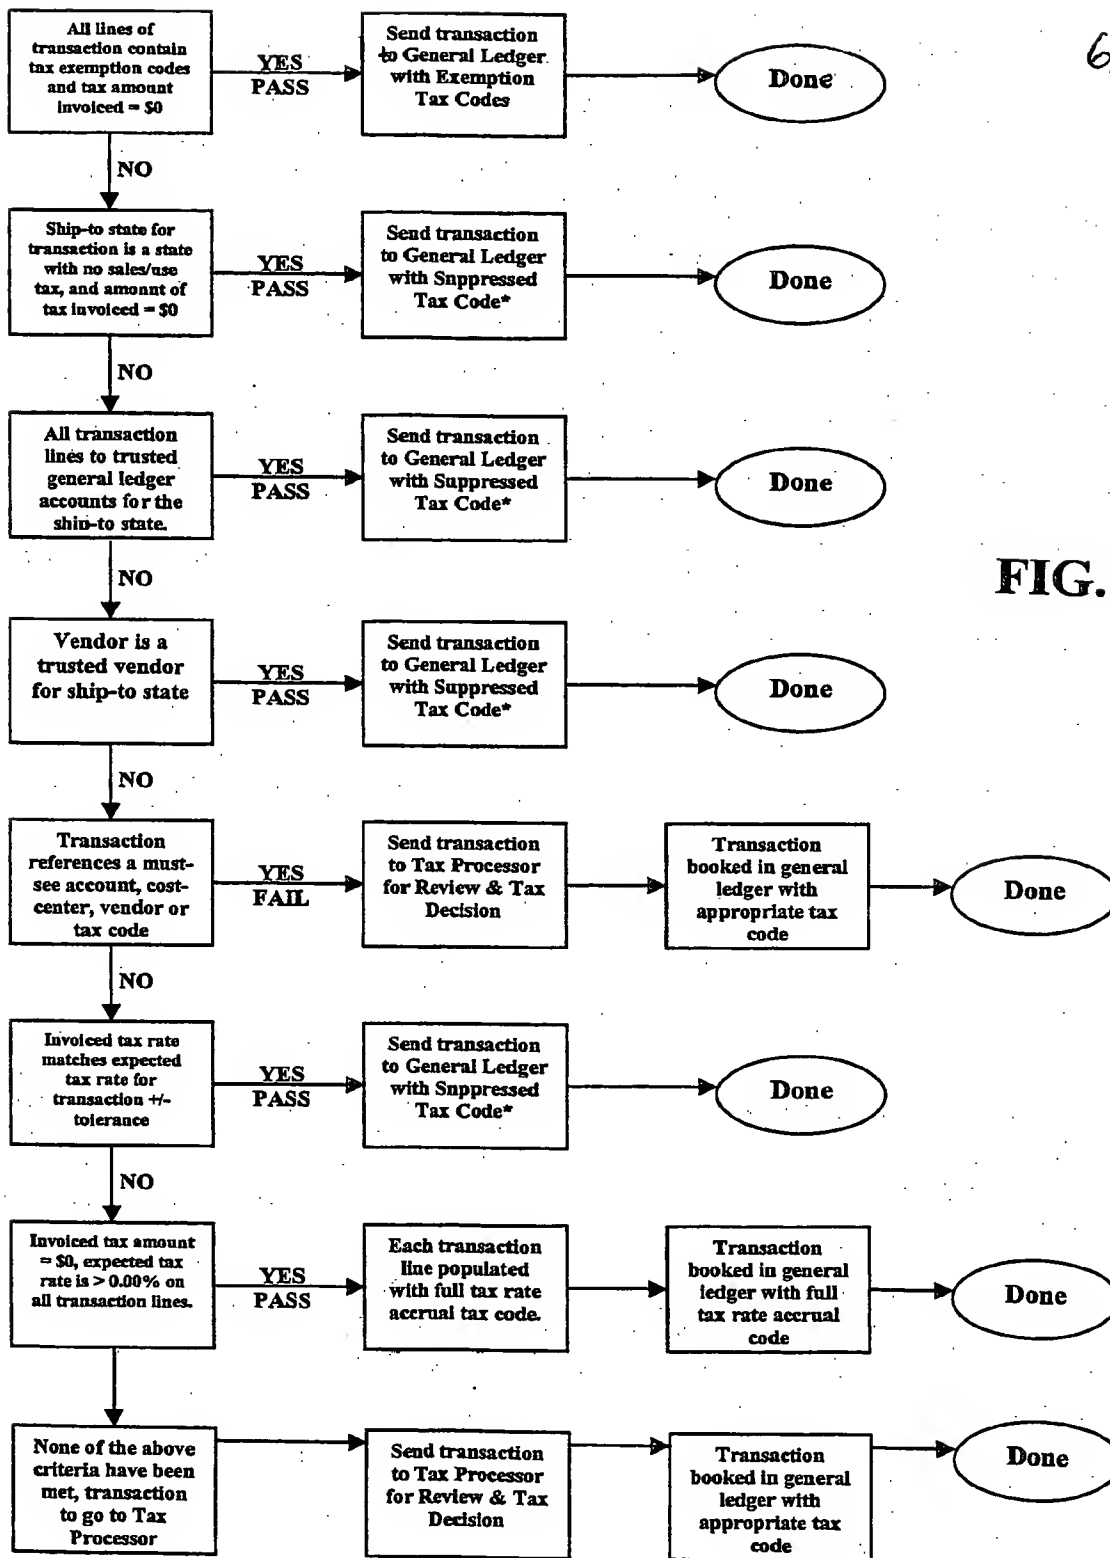 All lines of
transaction contain
tax exemption codes
and tax amount
invoiced = $0
YES
PASS
Send transaction
to General Ledger
with Exemption
Tax Codes
Done
6
NO
Ship-to state for
transaction is a state
with no sales/use
tax, and amonnt of
tax invoiced = $0
YES
PASS
Send transaction
to General Ledger
with Snppressed
Tax Code*
Done
NO
All transaction
lines to trusted
general ledger
accounts for the
ship-to state.
YES
PASS
Send transaction
to General Ledger
with Suppressed
Tax Code*
Done
NO
FIG.
Vendor is a
trusted vendor
for ship-to state
YES
PASS
Send transaction
to General Ledger
with Suppressed
Tax Code*
Done
NO
Transaction
references a must-
see account, cost-
center, vendor or
tax code
YES
FAIL
Send transaction
to Tax Processor
for Review & Tax
Decision
Transaction
booked in general
ledger with
appropriate tax
code
Done
NO
Invoiced tax rate
matches expected
tax rate for
transaction +/-
tolerance
YES
PASS
Send transaction
to General Ledger
with Snppressed
Tax Code*
Done
NO
Invoiced tax amount
= $0, expected tax
rate is > 0.00% on
all transaction lines.
YES
PASS
Each transaction
line populated
with full tax rate
accrual tax code.
Transaction
booked in general
ledger with full
tax rate accrual
code
Done
None of the above
criteria have been
met, transaction
to go to Tax
Processor
Send transaction
to Tax Processor
for Review & Tax
Decision
Transaction
booked in general
ledger with
appropriate tax
code
Done